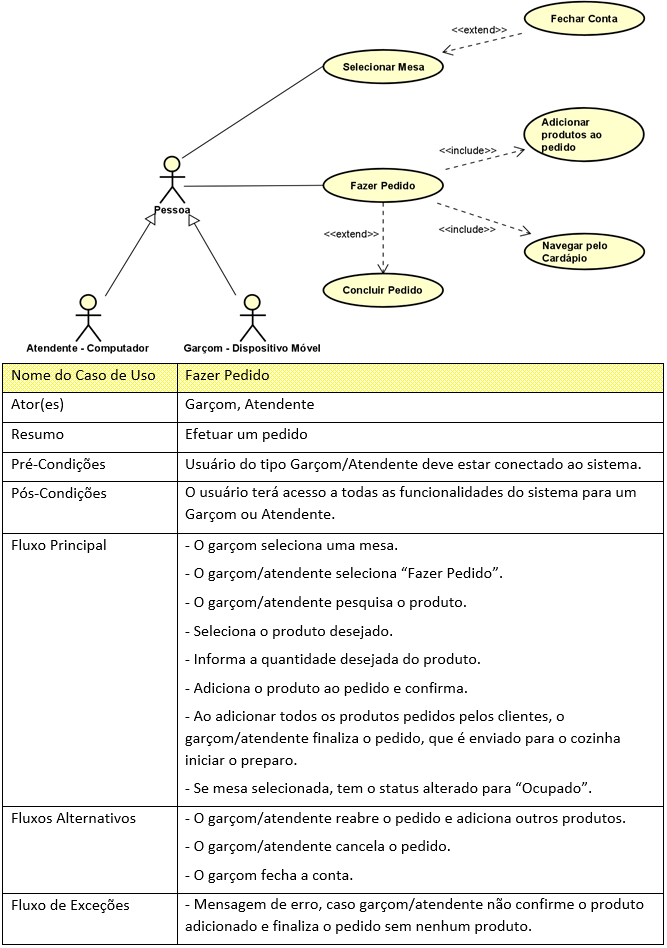 Fechar Conta
<<extend>>
Selecionar Mesa
Adicionar
produtos ao
pedido
<<include>>
Fazer Pedido
Pessoa
<<extend>>
<<include>>
Navegar pelo
Cardápio
Concluir Pedido
Atendente - Computador
Garçom - Dispositivo Móvel
Nome do Caso de Uso
Fazer Pedido
Ator(es)
Garçom, Atendente
Resumo
Efetuar um pedido
Pré-Condições
Usuário do tipo Garçom/Atendente deve estar conectado ao sistema.
Pós-Condições
O usuário terá acesso a todas as funcionalidades do sistema para um
Garçom ou Atendente.
Fluxo Principal
- O garçom seleciona uma mesa.
- O garçom/atendente seleciona “Fazer Pedido”.
- O garçom/atendente pesquisa o produto.
- Seleciona o produto desejado.
- Informa a quantidade desejada do produto.
- Adiciona o produto ao pedido e confirma.
- Ao adicionar todos os produtos pedidos pelos clientes, o
garçom/atendente finaliza o pedido, que é enviado para o cozinha
iniciar o preparo.
- Se mesa selecionada, tem o status alterado para “Ocupado”.
Fluxos Alternativos
- O garçom/atendente reabre o pedido e adiciona outros produtos.
- O garçom/atendente cancela o pedido.
- O garçom fecha a conta.
Fluxo de Exceções
- Mensagem de erro, caso garçom/atendente não confirme o produto
adicionado e finaliza o pedido sem nenhum produto.